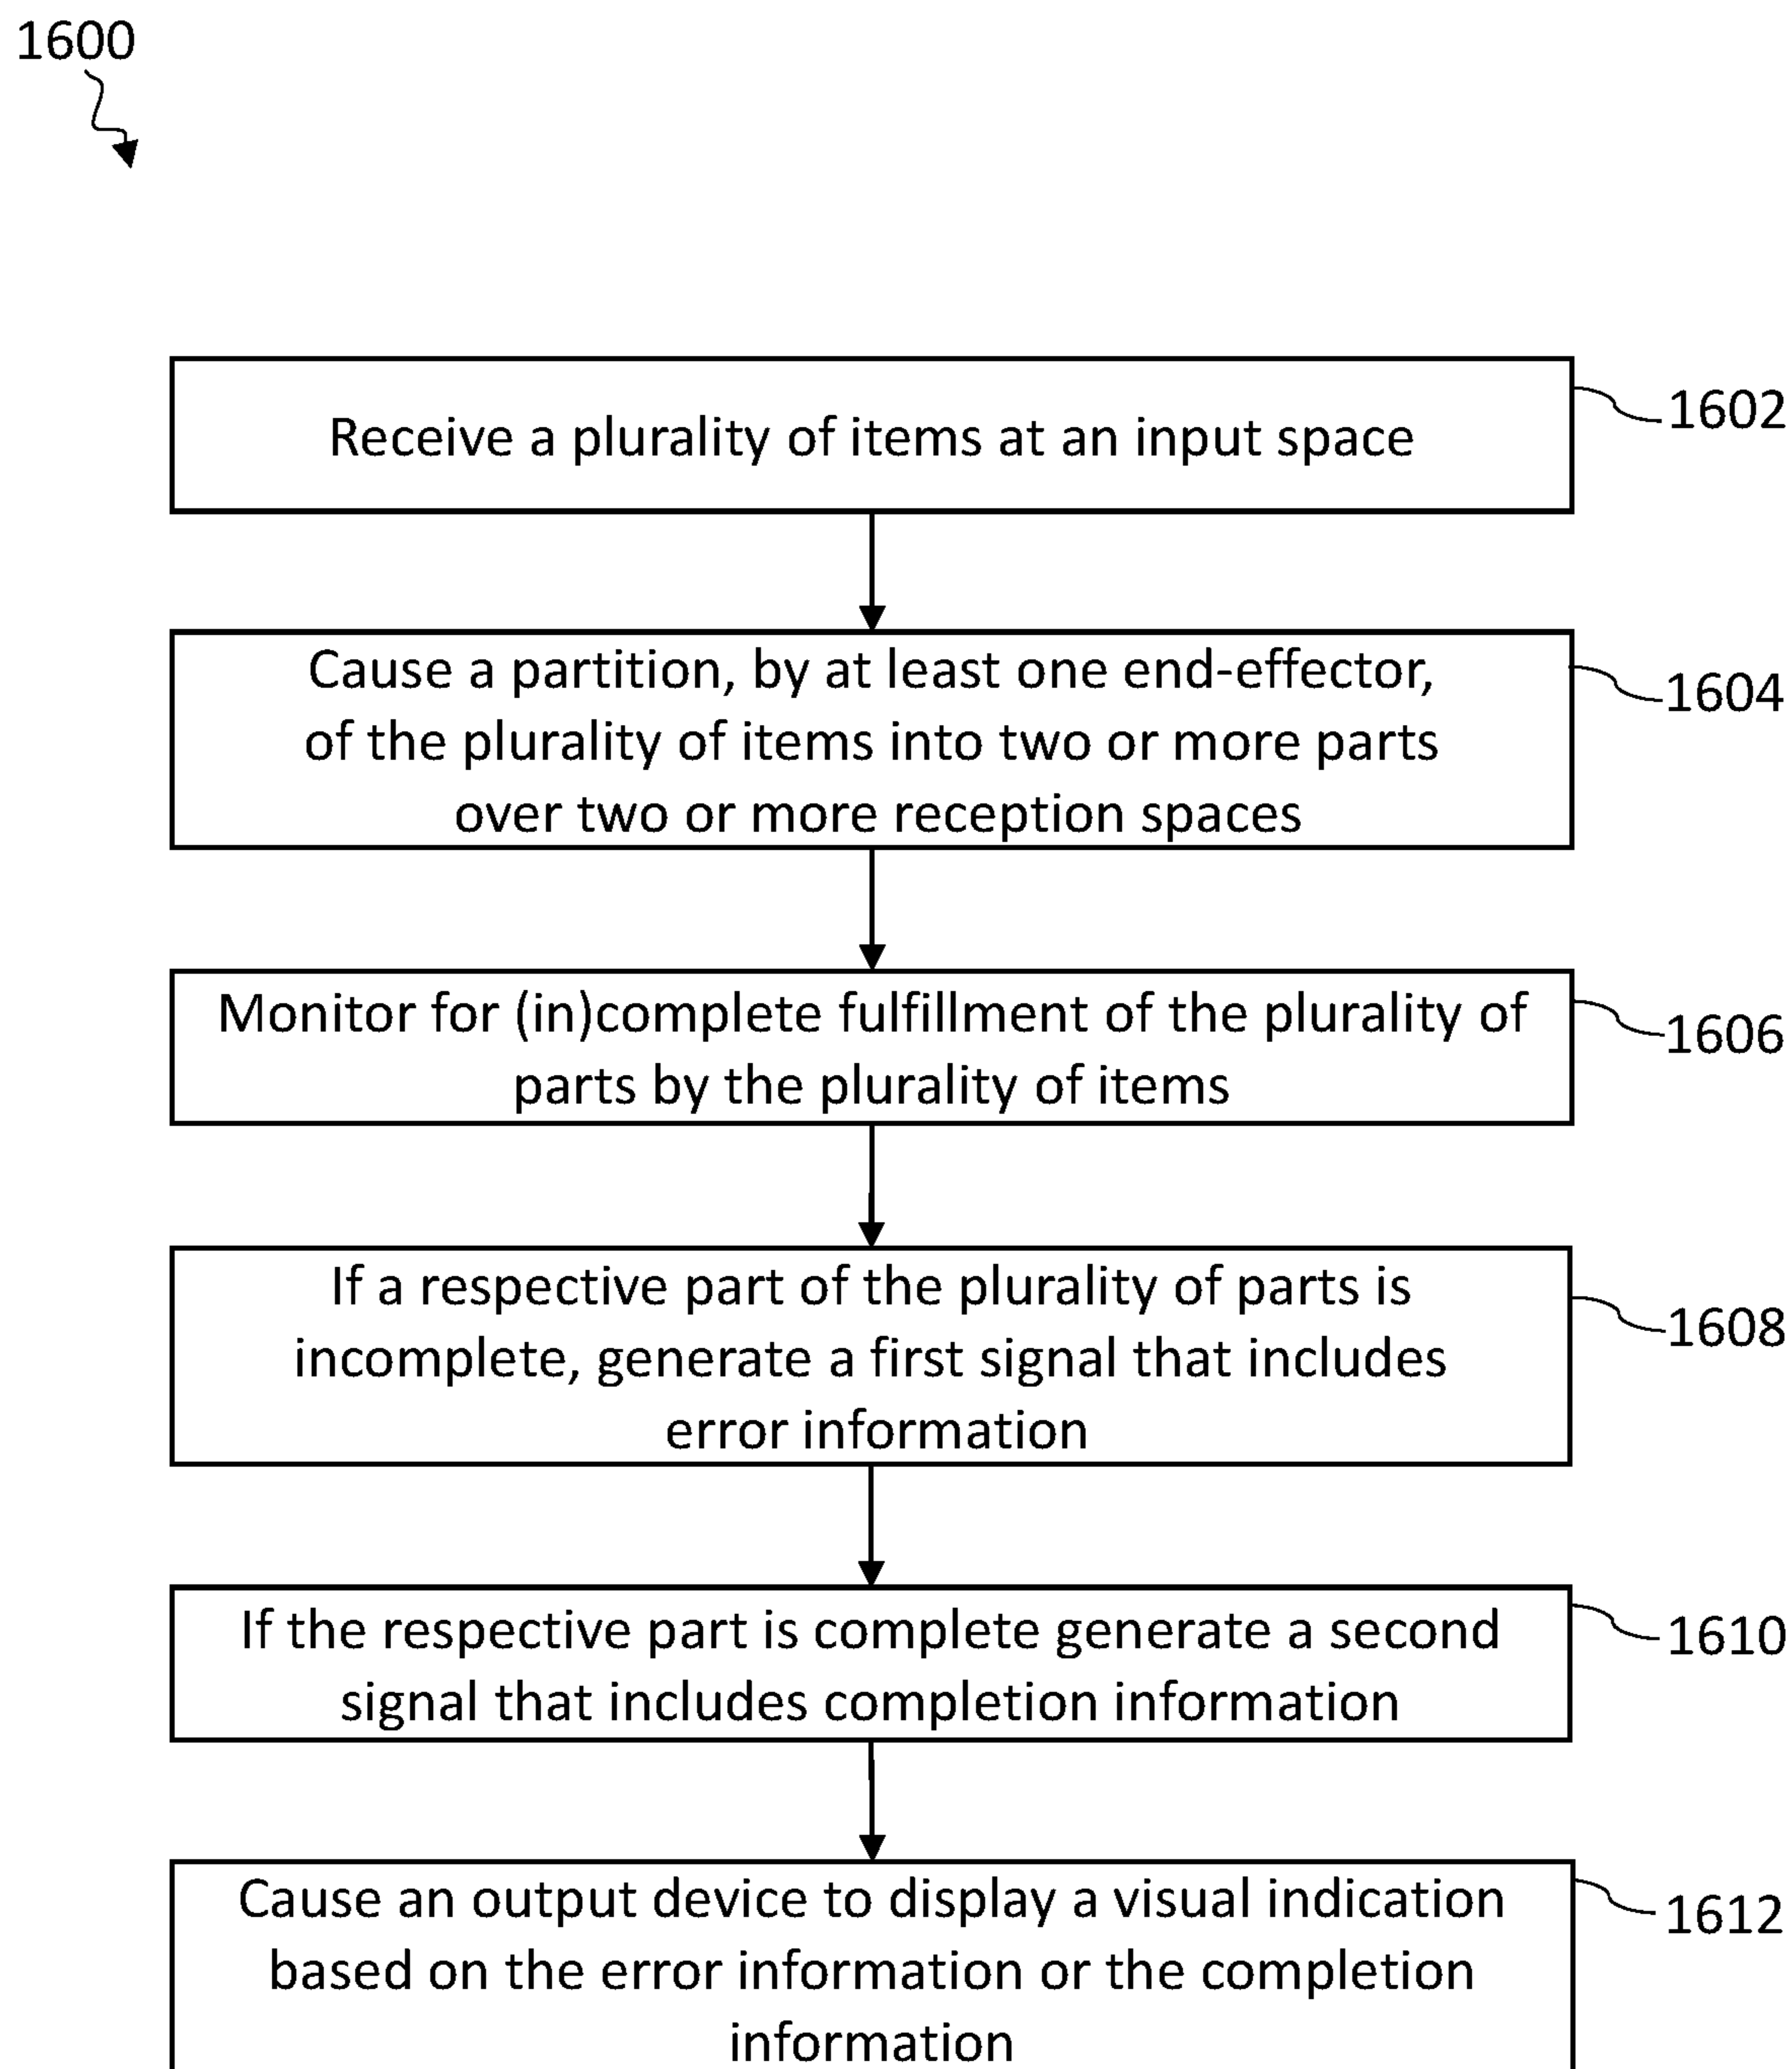 1600
Receive a plurality of items at an input space
1602
Cause a partition, by at least one end-effector,
of the plurality of items into two or more parts
over two or more reception spaces
1604
Monitor for (in)complete fulfillment of the plurality of
parts by the plurality of items
1606
If a respective part of the plurality of parts is
incomplete, generate a first signal that includes
error information
1608
If the respective part is complete generate a second
signal that includes completion information
1610
Cause an output device to display a visual indication
based on the error information or the completion
information
1612